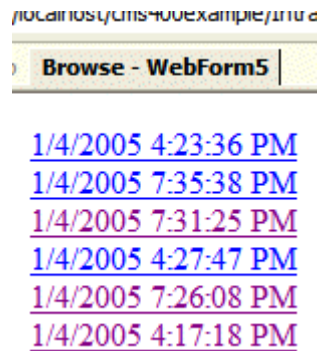 /localhost/cms400example/Intra
Browse - WebForm5
1/4/2005 4:23:36 PM
1/4/2005 7:35:38 PM
1/4/2005 7:31:25 PM
1/4/2005 4:27:47 PM
1/4/2005 7:26:08 PM
1/4/2005 4:17:18 PM